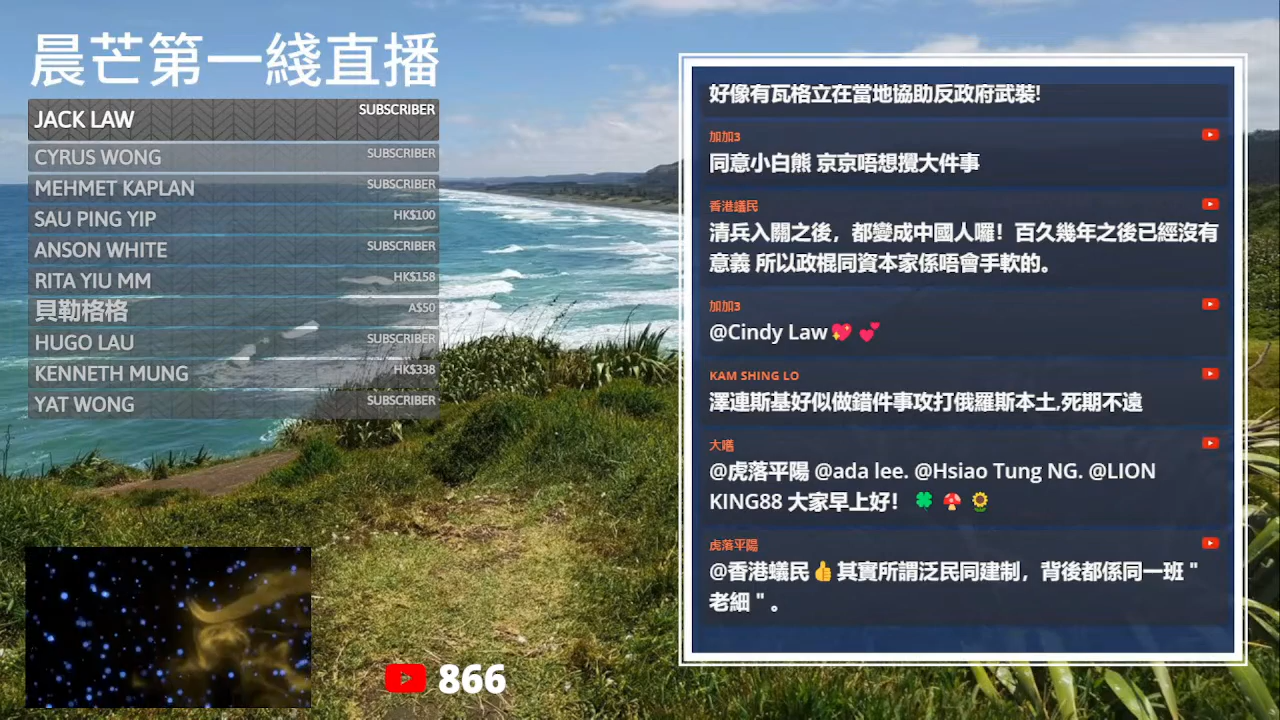 晨芒第一綫直播
JACK LAW SUBSCRIBER
CYRUS WONG SUBSCRIBER
MEHMET KAPLAN SUBSCRIBER
SAU PING YIP HK$100
ANSON WHITE SUBSCRIBER
RITA YIU MM HK$158
貝勒格格 A$50
HUGO LAU SUBSCRIBER
KENNETH MUNG HK$338
YAT WONG SUBSCRIBER
866
好像有瓦格立在當地協助反政府武裝!
加加3
同意小白熊 京京唔想攪大件事
香港蟻民
清兵入關之後，都變成中國人囉！百久幾年之後已經沒有
意義 所以政棍同資本家係唔會手軟的。
加加3
@Cindy Law💖💕
KAM SHING LO
澤連斯基好似做錯件事攻打俄羅斯本土,死期不遠
大嚿
@虎落平陽 @ada lee. @Hsiao Tung NG. @LION
KING88 大家早上好！ 🍀 🍄 🌻
虎落平陽
@香港蟻民👍其實所謂泛民同建制，背後都係同一班 "
老細 " 。